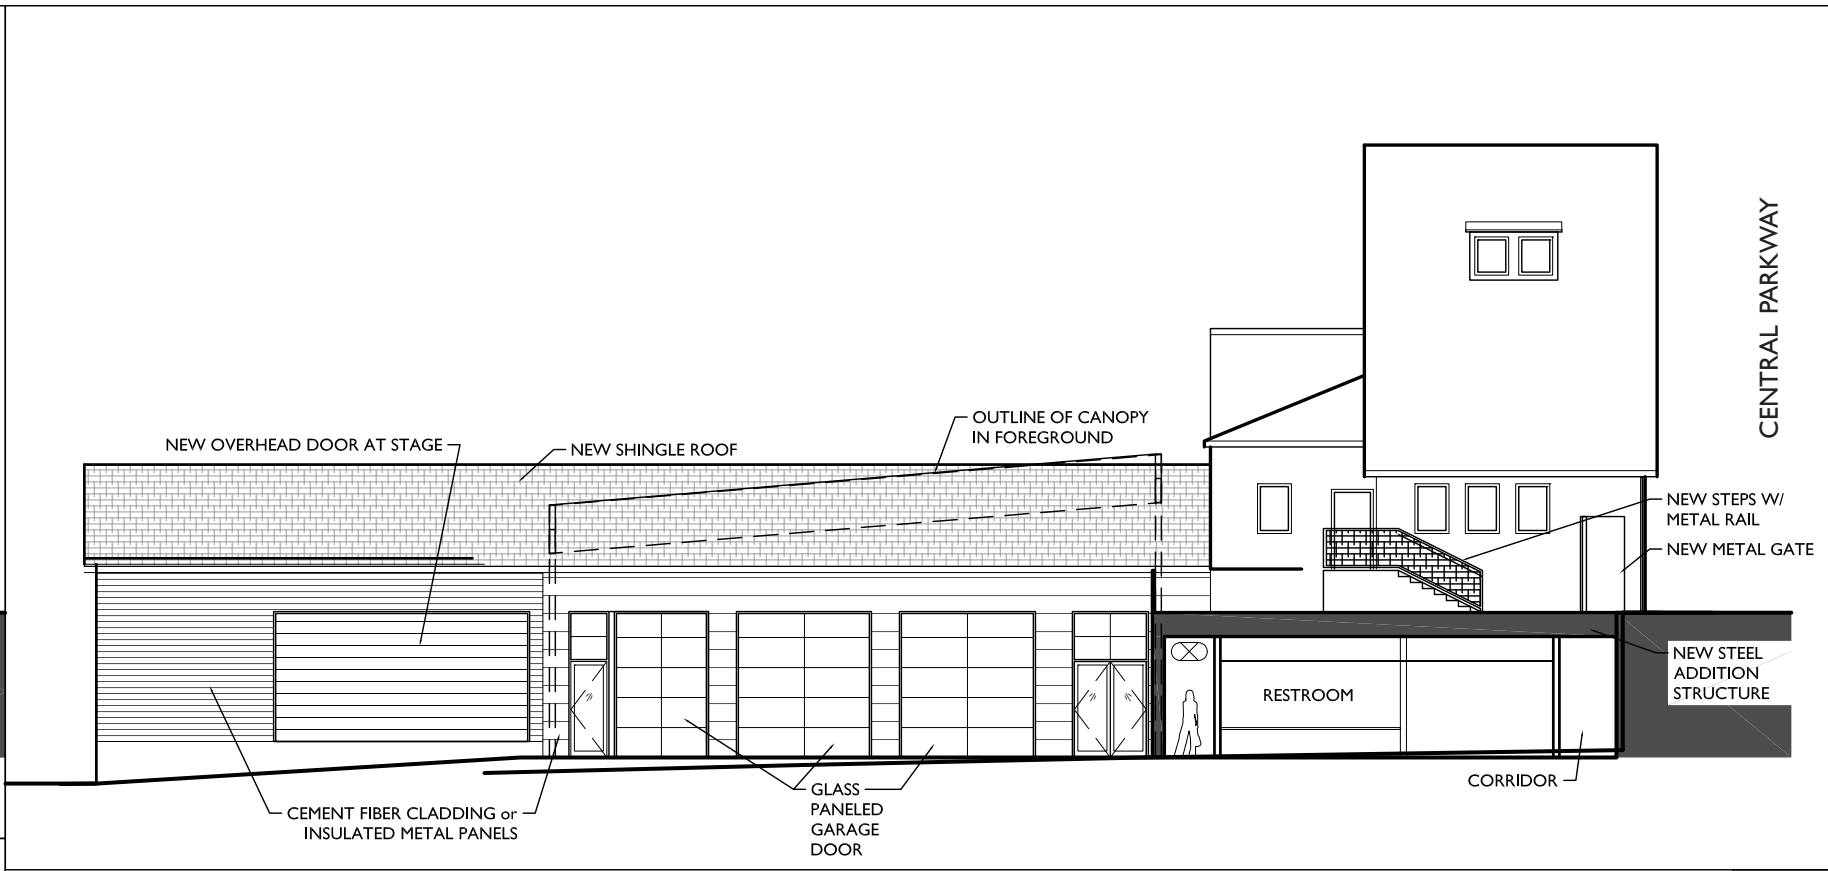 CENTRAL PARKWAY
OUTLINE OF CANOPY
IN FOREGROUND
NEW OVERHEAD DOOR AT STAGE
NEW SHINGLE ROOF
NEW STEPS W/
METAL RAIL
NEW METAL GATE
NEW STEEL
ADDITION
STRUCTURE
RESTROOM
CORRIDOR
GLASS
PANELED
GARAGE
DOOR
CEMENT FIBER CLADDING or
INSULATED METAL PANELS